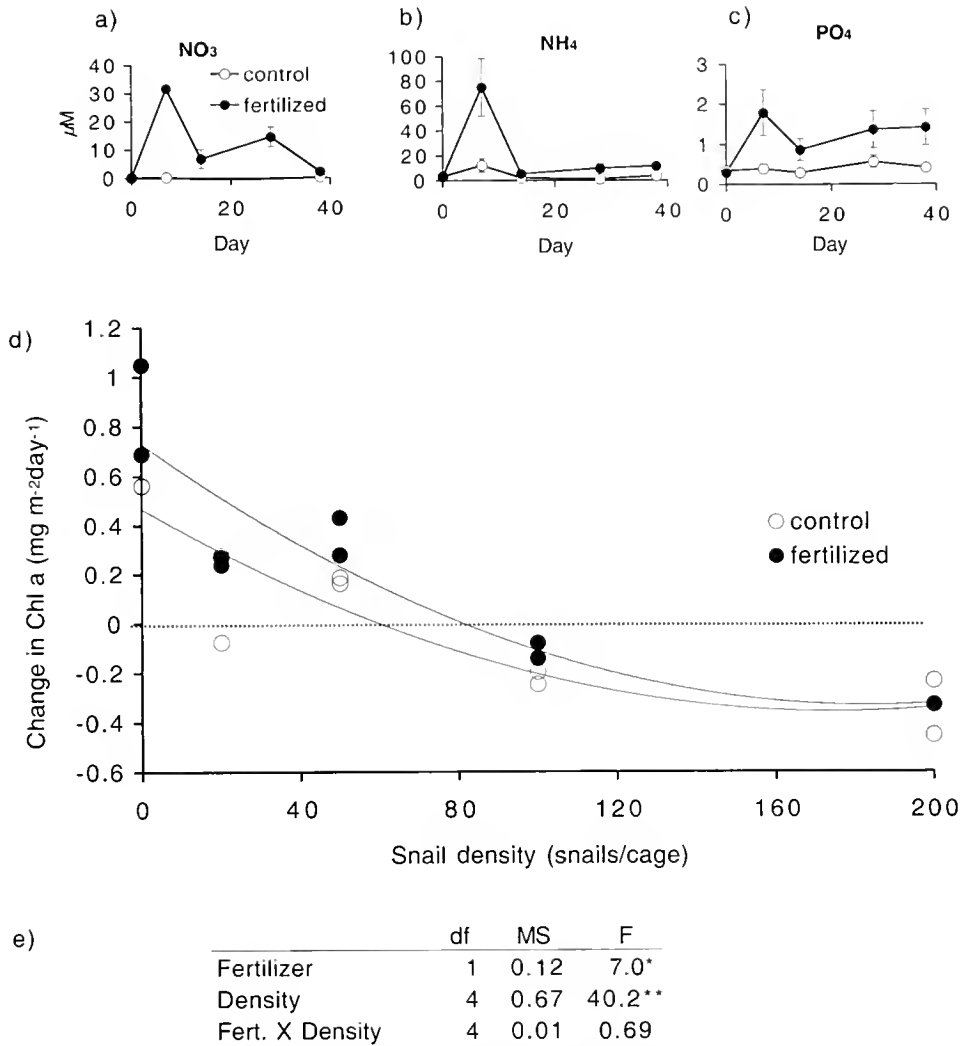 a)
NO3
control
fertilized
40
30
20
10
0
µM
0 20 40
Day
b)
NH4
100
80
60
40
20
0
0 20 40
Day
c)
PO4
3
2
1
0
0 20 40
Day
d)
1.2
1
0.8
0.6
0.4
0.2
0
-0.2
-0.4
-0.6
Change in Chl a (mg m-2day-1)
control
fertilized
0 40 80 120 160 200
Snail density (snails/cage)
e)
df MS F
Fertilizer 1 0.12 7.0*
Density 4 0.67 40.2**
Fert. X Density 4 0.01 0.69